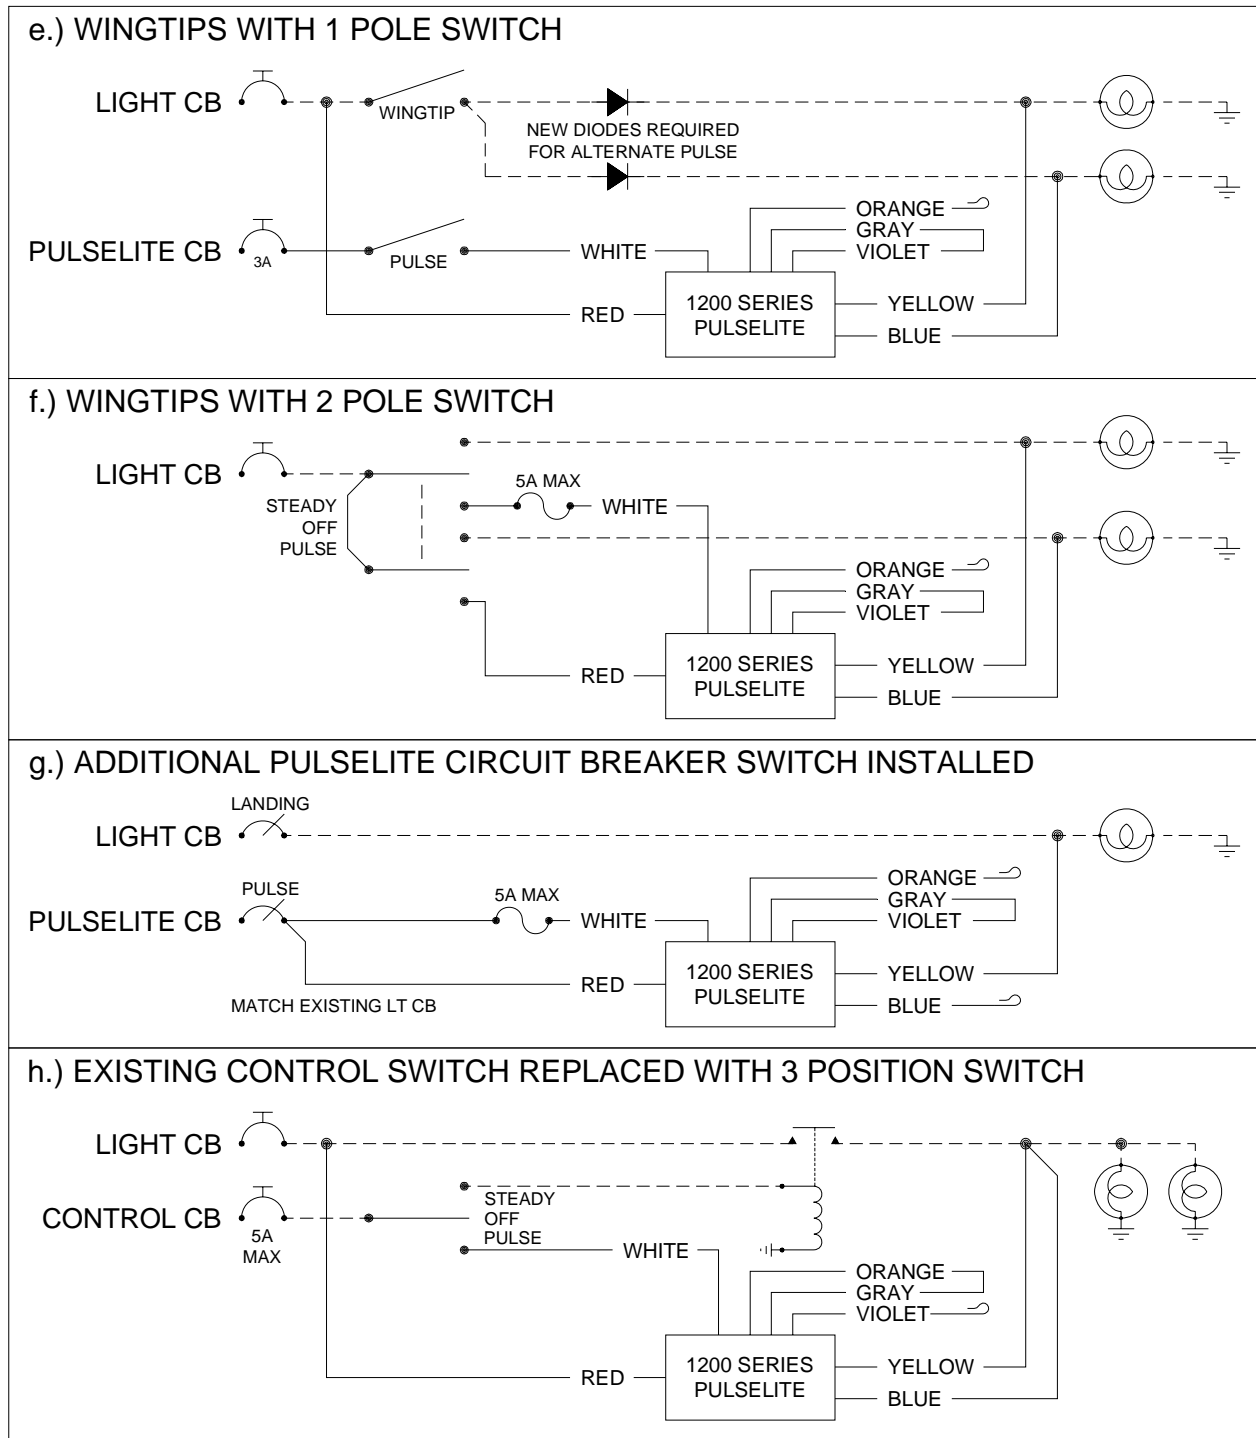 e.) WINGTIPS WITH 1 POLE SWITCH
LIGHT CB
WINGTIP
NEW DIODES REQUIRED
FOR ALTERNATE PULSE
PULSELITE CB
3A
PULSE
WHITE
ORANGE
GRAY
VIOLET
RED
1200 SERIES
PULSELITE
YELLOW
BLUE
f.) WINGTIPS WITH 2 POLE SWITCH
LIGHT CB
STEADY
OFF
PULSE
5A MAX
WHITE
ORANGE
GRAY
VIOLET
RED
1200 SERIES
PULSELITE
YELLOW
BLUE
g.) ADDITIONAL PULSELITE CIRCUIT BREAKER SWITCH INSTALLED
LANDING
LIGHT CB
PULSE
PULSELITE CB
5A MAX
WHITE
ORANGE
GRAY
VIOLET
RED
MATCH EXISTING LT CB
1200 SERIES
PULSELITE
YELLOW
BLUE
h.) EXISTING CONTROL SWITCH REPLACED WITH 3 POSITION SWITCH
LIGHT CB
CONTROL CB
5A
MAX
STEADY
OFF
PULSE
WHITE
ORANGE
GRAY
VIOLET
RED
1200 SERIES
PULSELITE
YELLOW
BLUE